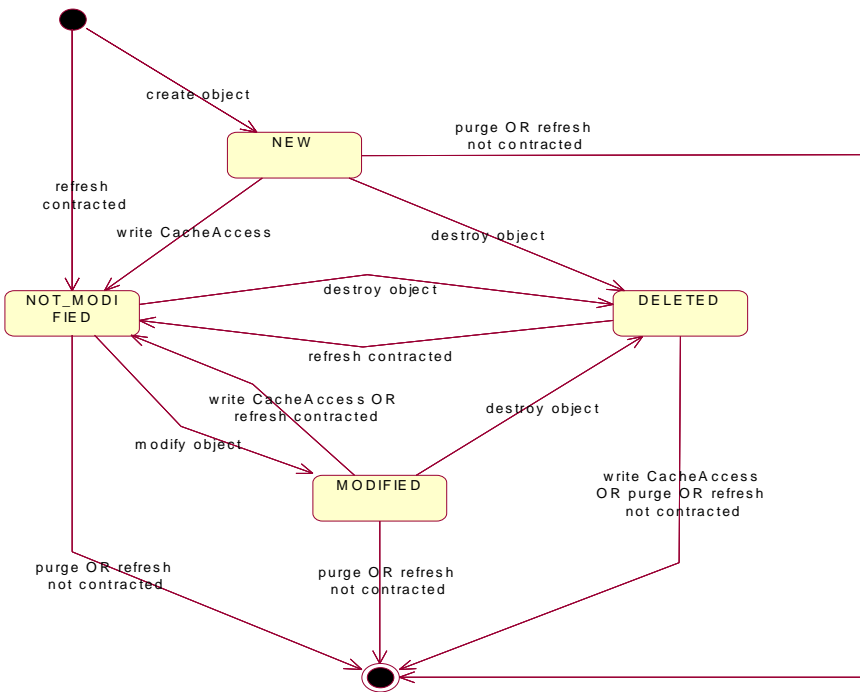 create object
purge OR refresh
not contracted
NEW
refresh
contracted
write CacheAccess
destroy object
destroy object
NOT_MODI
FIED
DELETED
refresh contracted
write CacheAccess OR
refresh contracted
destroy object
modify object
MODIFIED
write CacheAccess
OR purge OR refresh
not contracted
purge OR refresh
not contracted
purge OR refresh
not contracted